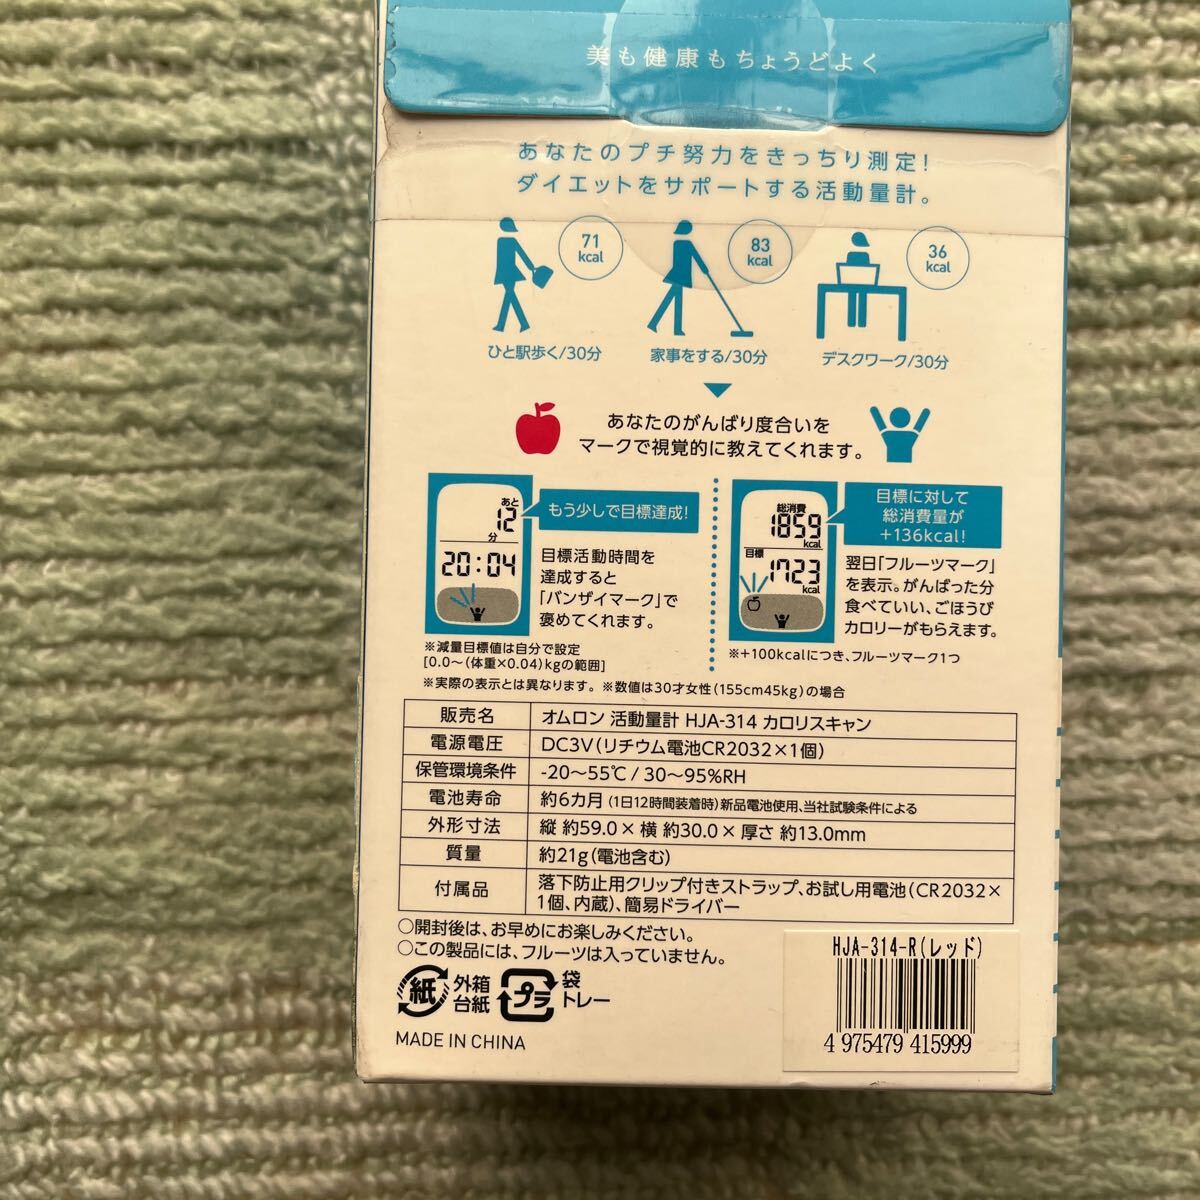 美も健康もちょうどよく
あなたのプチ努力をきっちり測定！
ダイエットをサポートする活動量計。
71
kcal
83
kcal
36
kcal
ひと駅歩く/30分
家事をする/30分
デスクワーク/30分
あなたのがんばり度合いを
マークで視覚的に教えてくれます。
あと
12
分
20:04
もう少しで目標達成！
目標活動時間を
達成すると
「バンザイマーク」で
褒めてくれます。
※減量目標値は自分で設定
[0.0〜(体重×0.04)kgの範囲]
総消費
1859
kcal
目標
1723
kcal
目標に対して
総消費量が
+136kcal!
翌日「フルーツマーク」
を表示。がんばった分
食べていい、ごほうび
カロリーがもらえます。
※+100kcalにつき、フルーツマーク1つ
※実際の表示とは異なります。※数値は30才女性(155cm45kg)の場合
販売名 オムロン 活動量計 HJA-314 カロリスキャン
電源電圧 DC3V(リチウム電池CR2032×1個)
保管環境条件 -20〜55℃ / 30〜95%RH
電池寿命 約6カ月(1日12時間装着時)新品電池使用、当社試験条件による
外形寸法 縦 約59.0 × 横 約30.0 × 厚さ 約13.0mm
質量 約21g(電池含む)
付属品 落下防止用クリップ付きストラップ、お試し用電池(CR2032×
1個、内蔵)、簡易ドライバー
○開封後は、お早めにお楽しみください。
○この製品には、フルーツは入っていません。
紙 外箱
台紙
プラ 袋
トレー
MADE IN CHINA
HJA-314-R(レッド)
4 975479 415999